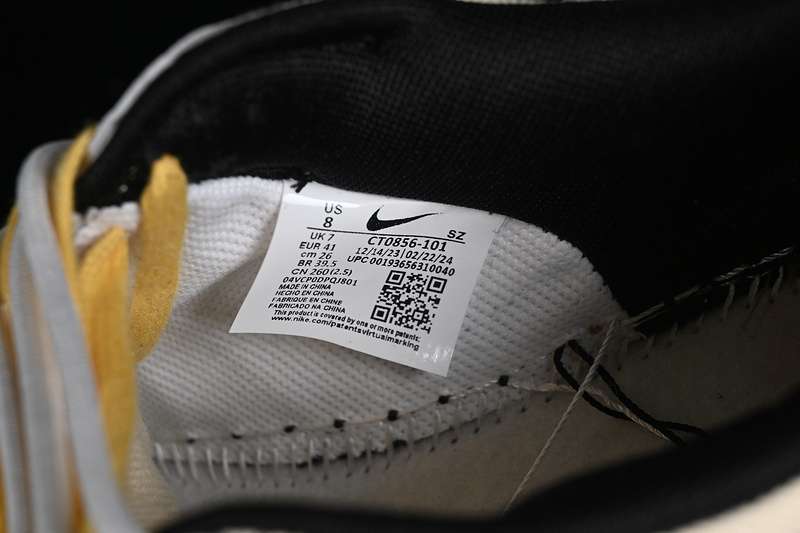 US
8
SZ
UK 7
CT0856-101
EUR 41
12/14/23 | 02/22/24
cm 26
UPC 00193656310040
BR 39.5
CN 260 (2.5)
04VCP0DPQJ801
MADE IN CHINA
HECHO EN CHINA
FABRIQUE EN CHINE
FABRICADO NA CHINA
This product is covered by one or more patents:
www.nike.com/patentsvirtualmarking